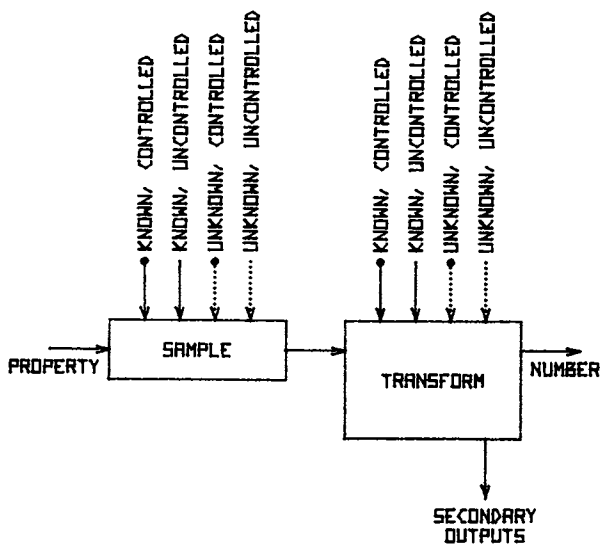 KNOWN, CONTROLLED
KNOWN, UNCONTROLLED
UNKNOWN, CONTROLLED
UNKNOWN, UNCONTROLLED
KNOWN, CONTROLLED
KNOWN, UNCONTROLLED
UNKNOWN, CONTROLLED
UNKNOWN, UNCONTROLLED
PROPERTY
SAMPLE
TRANSFORM
NUMBER
SECONDARY
OUTPUTS